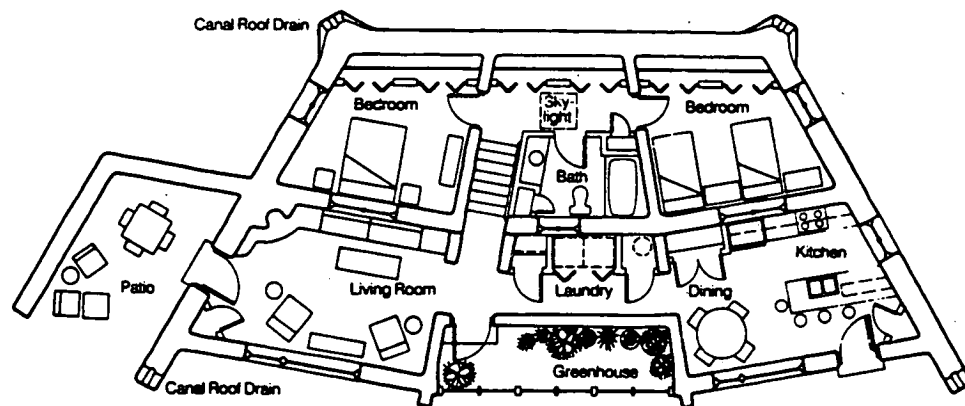 Canal Roof Drain
Bedroom
Sky-
light
Bedroom
Bath
Patio
Living Room
Laundry
Dining
Kitchen
Greenhouse
Canal Roof Drain